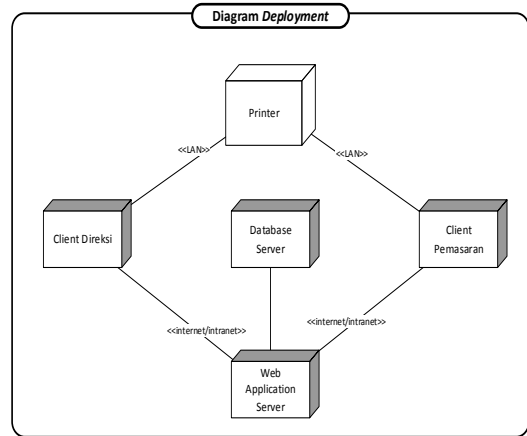 Diagram Deployment
Printer
<<LAN>>
<<LAN>>
Client Direksi
Database
Server
Client
Pemasaran
<<internet/intranet>>
<<internet/intranet>>
Web
Application
Server